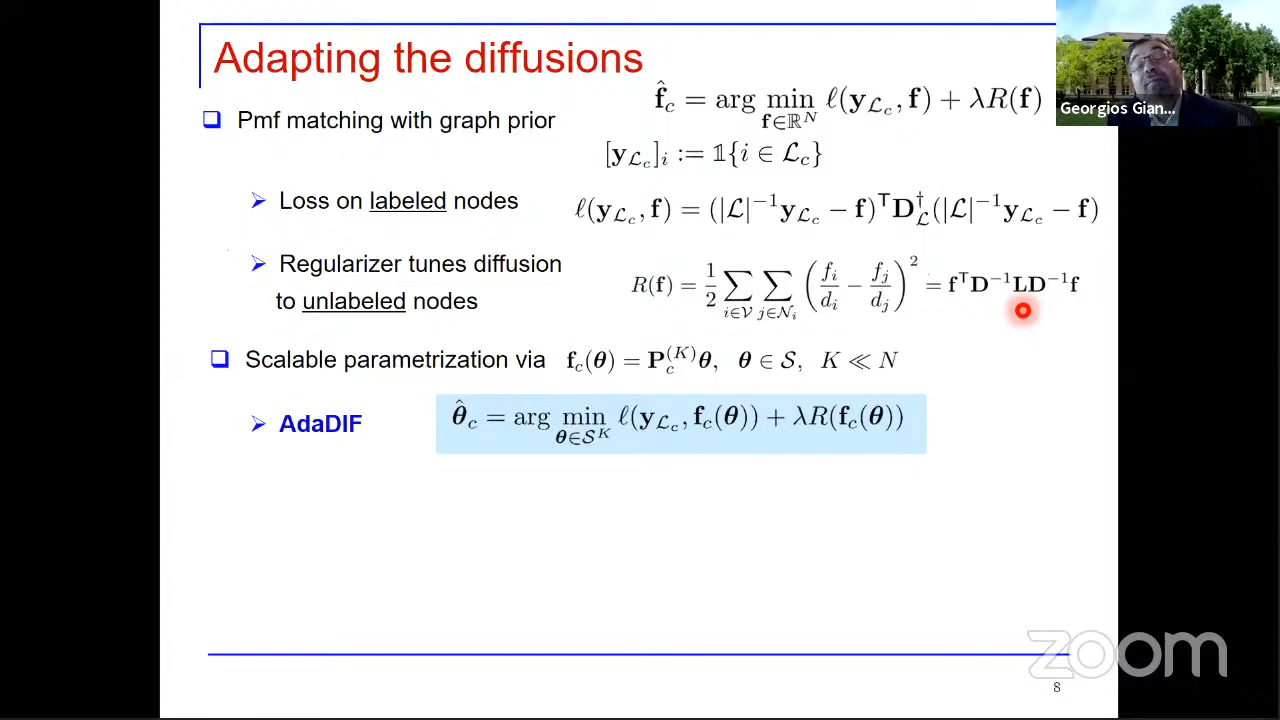 Adapting the diffusions
f̂_c = arg min_{f∈ℝ^N} ℓ(y_{𝓛_c}, f) + λR(f)
Georgios Gian...
❑ Pmf matching with graph prior
[y_{𝓛_c}]_i := 𝟙{i ∈ 𝓛_c}
➢ Loss on labeled nodes
ℓ(y_{𝓛_c}, f) = (|𝓛|^{-1}y_{𝓛_c} − f)^⊤ D_𝓛^† (|𝓛|^{-1}y_{𝓛_c} − f)
➢ Regularizer tunes diffusion
to unlabeled nodes
R(f) = 1/2 ∑_{i∈𝒱} ∑_{j∈𝒩_i} (f_i/d_i − f_j/d_j)^2 = f^⊤D^{-1}LD^{-1}f
❑ Scalable parametrization via f_c(θ) = P_c^{(K)}θ, θ ∈ 𝒮, K ≪ N
➢ AdaDIF θ̂_c = arg min_{θ∈𝒮^K} ℓ(y_{𝓛_c}, f_c(θ)) + λR(f_c(θ))
zoom
8